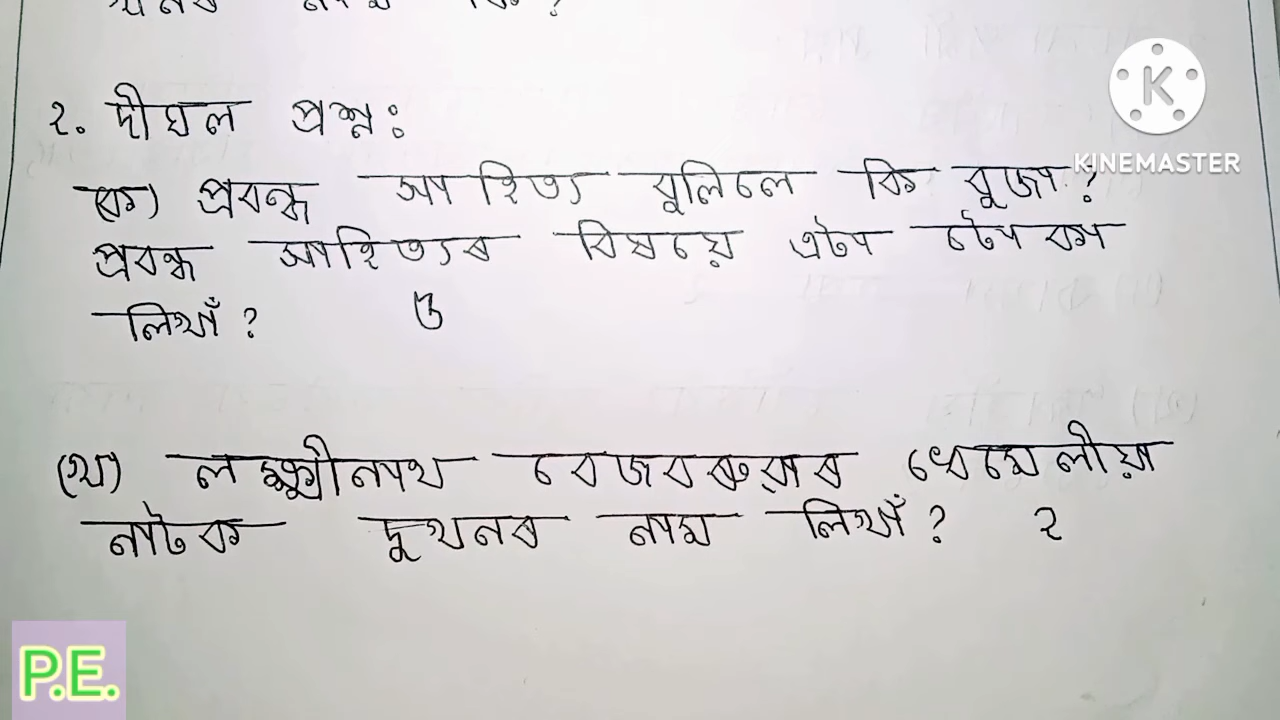 ২. দীঘল প্ৰশ্নঃ
KINEMASTER
(ক) প্ৰবন্ধ সাহিত্য বুলিলে কি বুজা?
প্ৰবন্ধ সাহিত্যৰ বিষয়ে এটা টোকা
লিখাঁ? ৫
(খ) লক্ষ্মীনাথ বেজবৰুৱাৰ ধেমেলীয়া
নাটক দুখনৰ নাম লিখাঁ? ২
P.E.